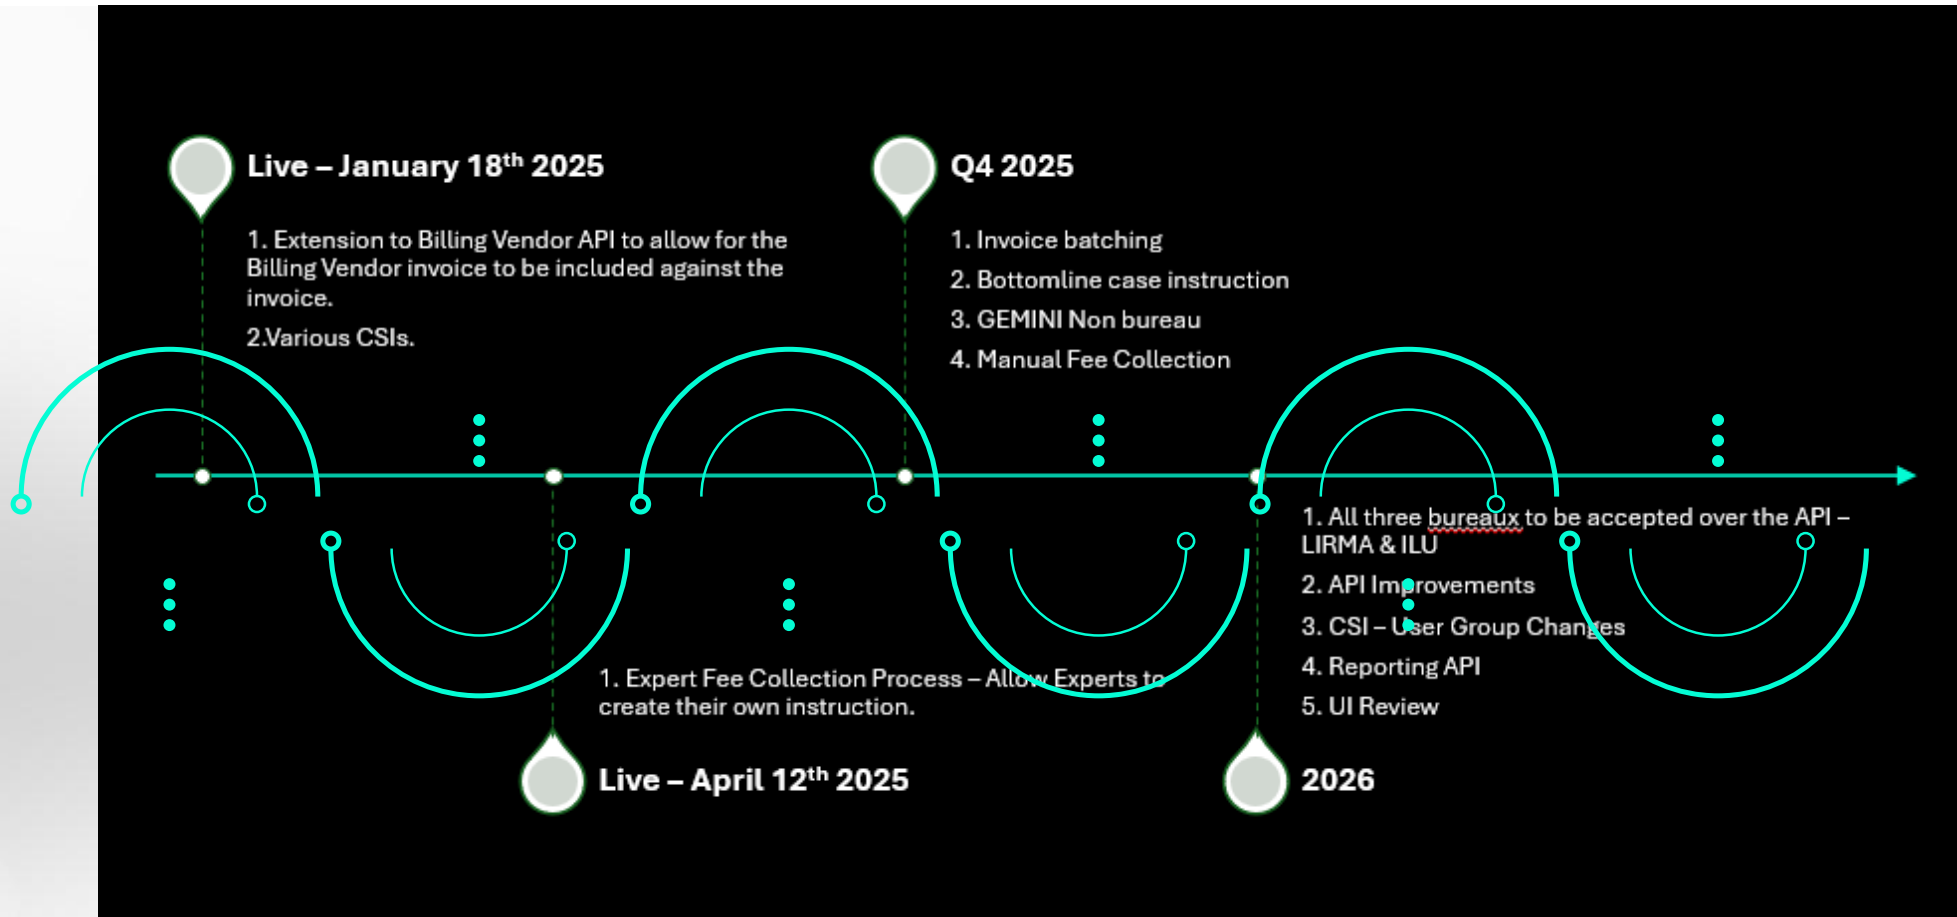 Live – January 18th 2025
1. Extension to Billing Vendor API to allow for the
Billing Vendor invoice to be included against the
invoice.
2.Various CSIs.
Q4 2025
1. Invoice batching
2. Bottomline case instruction
3. GEMINI Non bureau
4. Manual Fee Collection
1. Expert Fee Collection Process – Allow Experts to
create their own instruction.
Live – April 12th 2025
1. All three bureaux to be accepted over the API –
LIRMA & ILU
2. API Improvements
3. CSI – User Group Changes
4. Reporting API
5. UI Review
2026